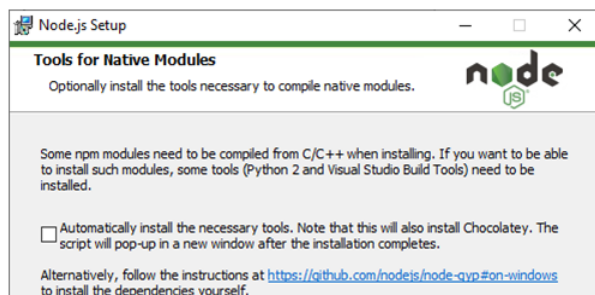 Node.js Setup
Tools for Native Modules
Optionally install the tools necessary to compile native modules.
node
JS
Some npm modules need to be compiled from C/C++ when installing. If you want to be able
to install such modules, some tools (Python 2 and Visual Studio Build Tools) need to be
installed.
Automatically install the necessary tools. Note that this will also install Chocolatey. The
script will pop-up in a new window after the installation completes.
Alternatively, follow the instructions at https://github.com/nodejs/node-gyp#on-windows
to install the dependencies yourself.